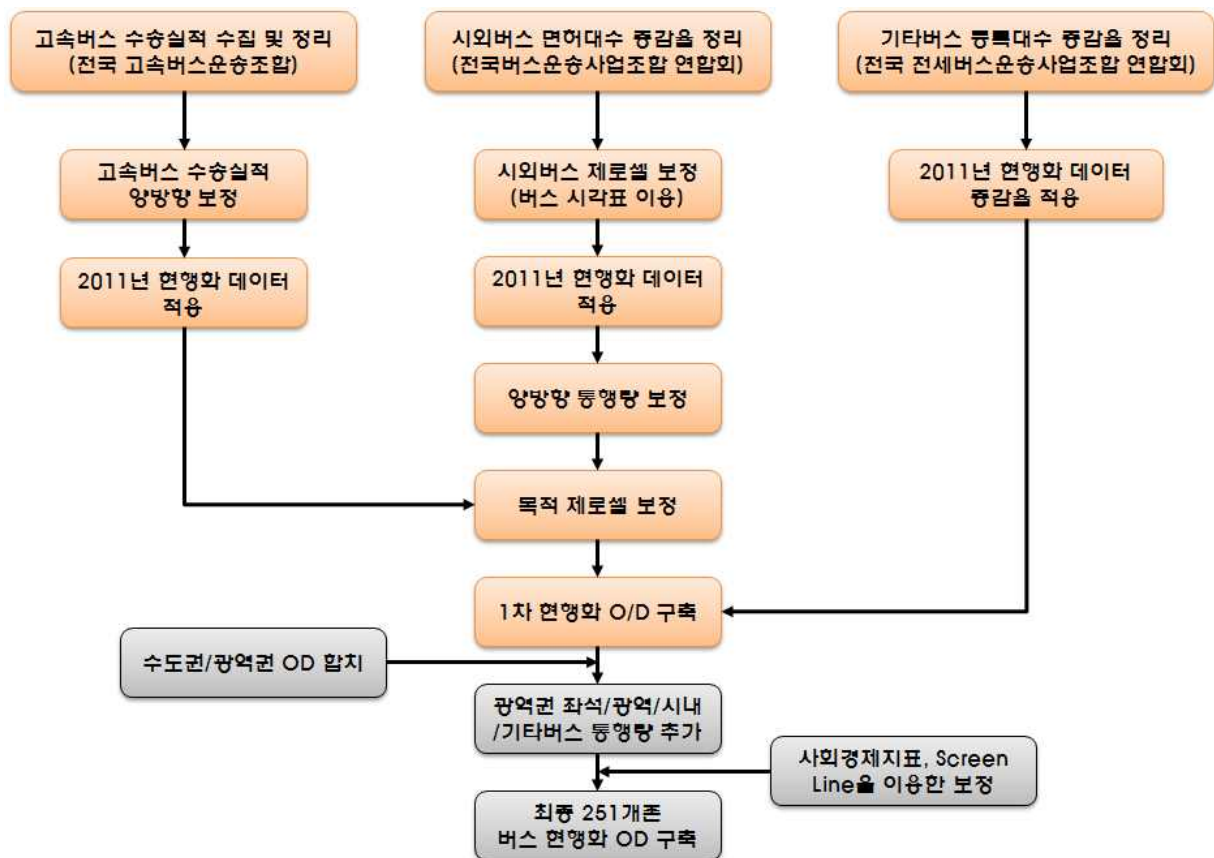 고속버스 수송실적 수집 및 정리
(전국 고속버스운송조합)
시외버스 면허대수 증감율 정리
(전국버스운송사업조합 연합회)
기타버스 등록대수 증감율 정리
(전국 전세버스운송사업조합 연합회)
고속버스 수송실적
양방향 보정
시외버스 제로셀 보정
(버스 시각표 이용)
2011년 현행화 데이터
증감율 적용
2011년 현행화 데이터
적용
2011년 현행화 데이터
적용
양방향 통행량 보정
목적 제로셀 보정
1차 현행화 O/D 구축
수도권/광역권 OD 합치
광역권 좌석/광역/시내
/기타버스 통행량 추가
사회경제지표, Screen
Line을 이용한 보정
최종 251개존
버스 현행화 OD 구축